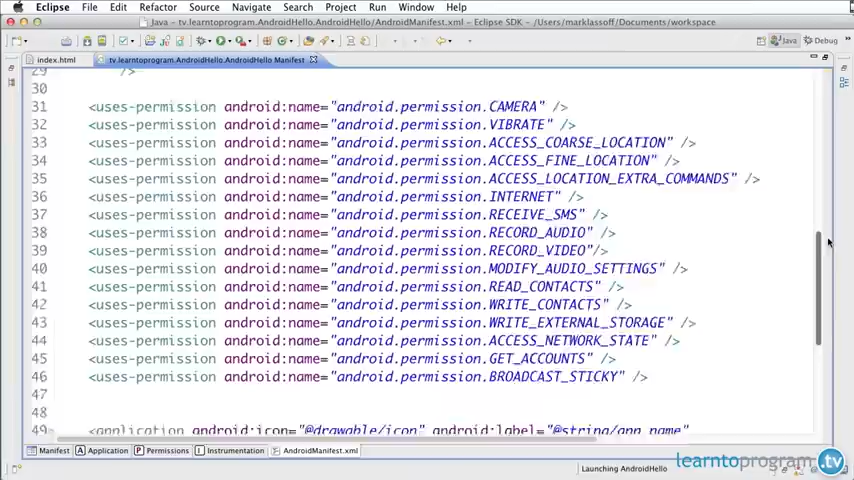 Eclipse File Edit Refactor Source Navigate Search Project Run Window Help
Java – tv.learntoprogram.AndroidHello.AndroidHello/AndroidManifest.xml – Eclipse SDK – /Users/marklassoff/Documents/workspace
Java Debug
index.html tv.learntoprogram.AndroidHello.AndroidHello Manifest
29 />
30
31 <uses-permission android:name="android.permission.CAMERA" />
32 <uses-permission android:name="android.permission.VIBRATE" />
33 <uses-permission android:name="android.permission.ACCESS_COARSE_LOCATION" />
34 <uses-permission android:name="android.permission.ACCESS_FINE_LOCATION" />
35 <uses-permission android:name="android.permission.ACCESS_LOCATION_EXTRA_COMMANDS" />
36 <uses-permission android:name="android.permission.INTERNET" />
37 <uses-permission android:name="android.permission.RECEIVE_SMS" />
38 <uses-permission android:name="android.permission.RECORD_AUDIO" />
39 <uses-permission android:name="android.permission.RECORD_VIDEO"/>
40 <uses-permission android:name="android.permission.MODIFY_AUDIO_SETTINGS" />
41 <uses-permission android:name="android.permission.READ_CONTACTS" />
42 <uses-permission android:name="android.permission.WRITE_CONTACTS" />
43 <uses-permission android:name="android.permission.WRITE_EXTERNAL_STORAGE" />
44 <uses-permission android:name="android.permission.ACCESS_NETWORK_STATE" />
45 <uses-permission android:name="android.permission.GET_ACCOUNTS" />
46 <uses-permission android:name="android.permission.BROADCAST_STICKY" />
47
48
49 <application android:icon="@drawable/icon" android:label="@string/app_name"
Manifest Application Permissions Instrumentation AndroidManifest.xml
Launching AndroidHello
learntoprogram.tv